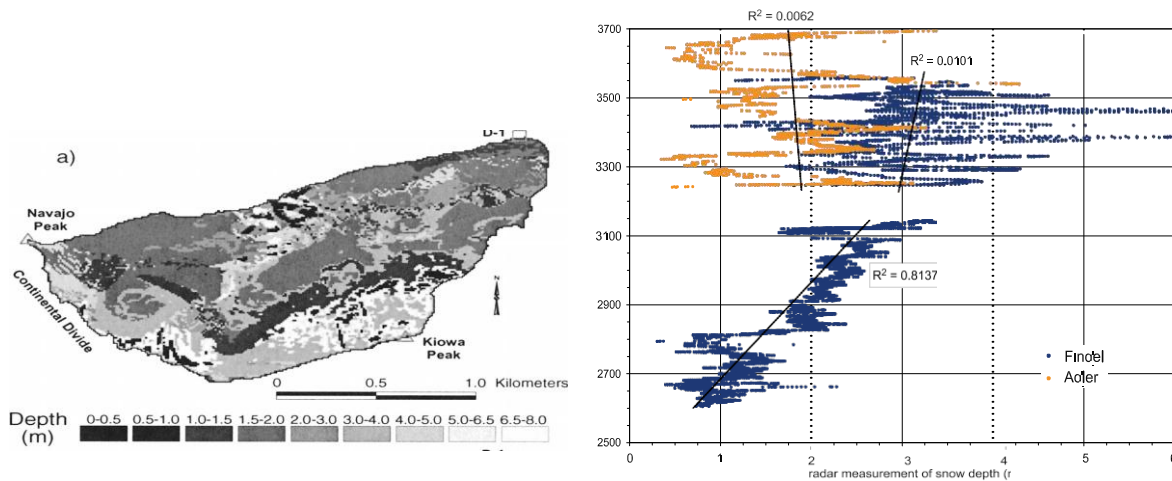 a)
D-1
Navajo
Peak
Continental Divide
N
Kiowa
Peak
0 0.5 1.0 Kilometers
Depth
(m)
0-0.5 0.5-1.0 1.0-1.5 1.5-2.0 2.0-3.0 3.0-4.0 4.0-5.0 5.0-6.5 6.5-8.0
R² = 0.0062
R² = 0.0101
R² = 0.8137
3700
3500
3300
3100
2900
2700
2500
Findel
Adler
0 1 2 3 4 5
radar measurement of snow depth (r